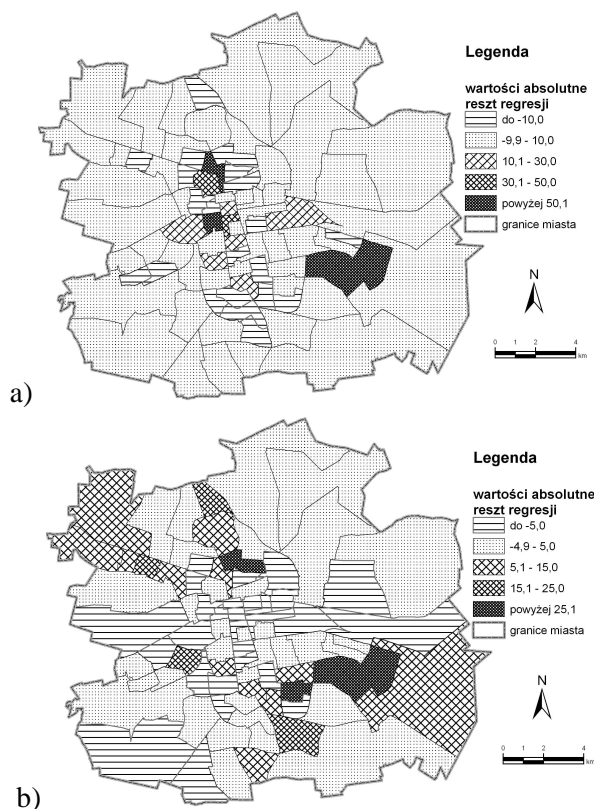 Legenda
wartości absolutne
reszt regresji
do -10,0
-9,9 - 10,0
10,1 - 30,0
30,1 - 50,0
powyżej 50,1
granice miasta
N
0 1 2 4
km
a)
Legenda
wartości absolutne
reszt regresji
do -5,0
-4,9 - 5,0
5,1 - 15,0
15,1 - 25,0
powyżej 25,1
granice miasta
N
0 1 2 4
km
b)